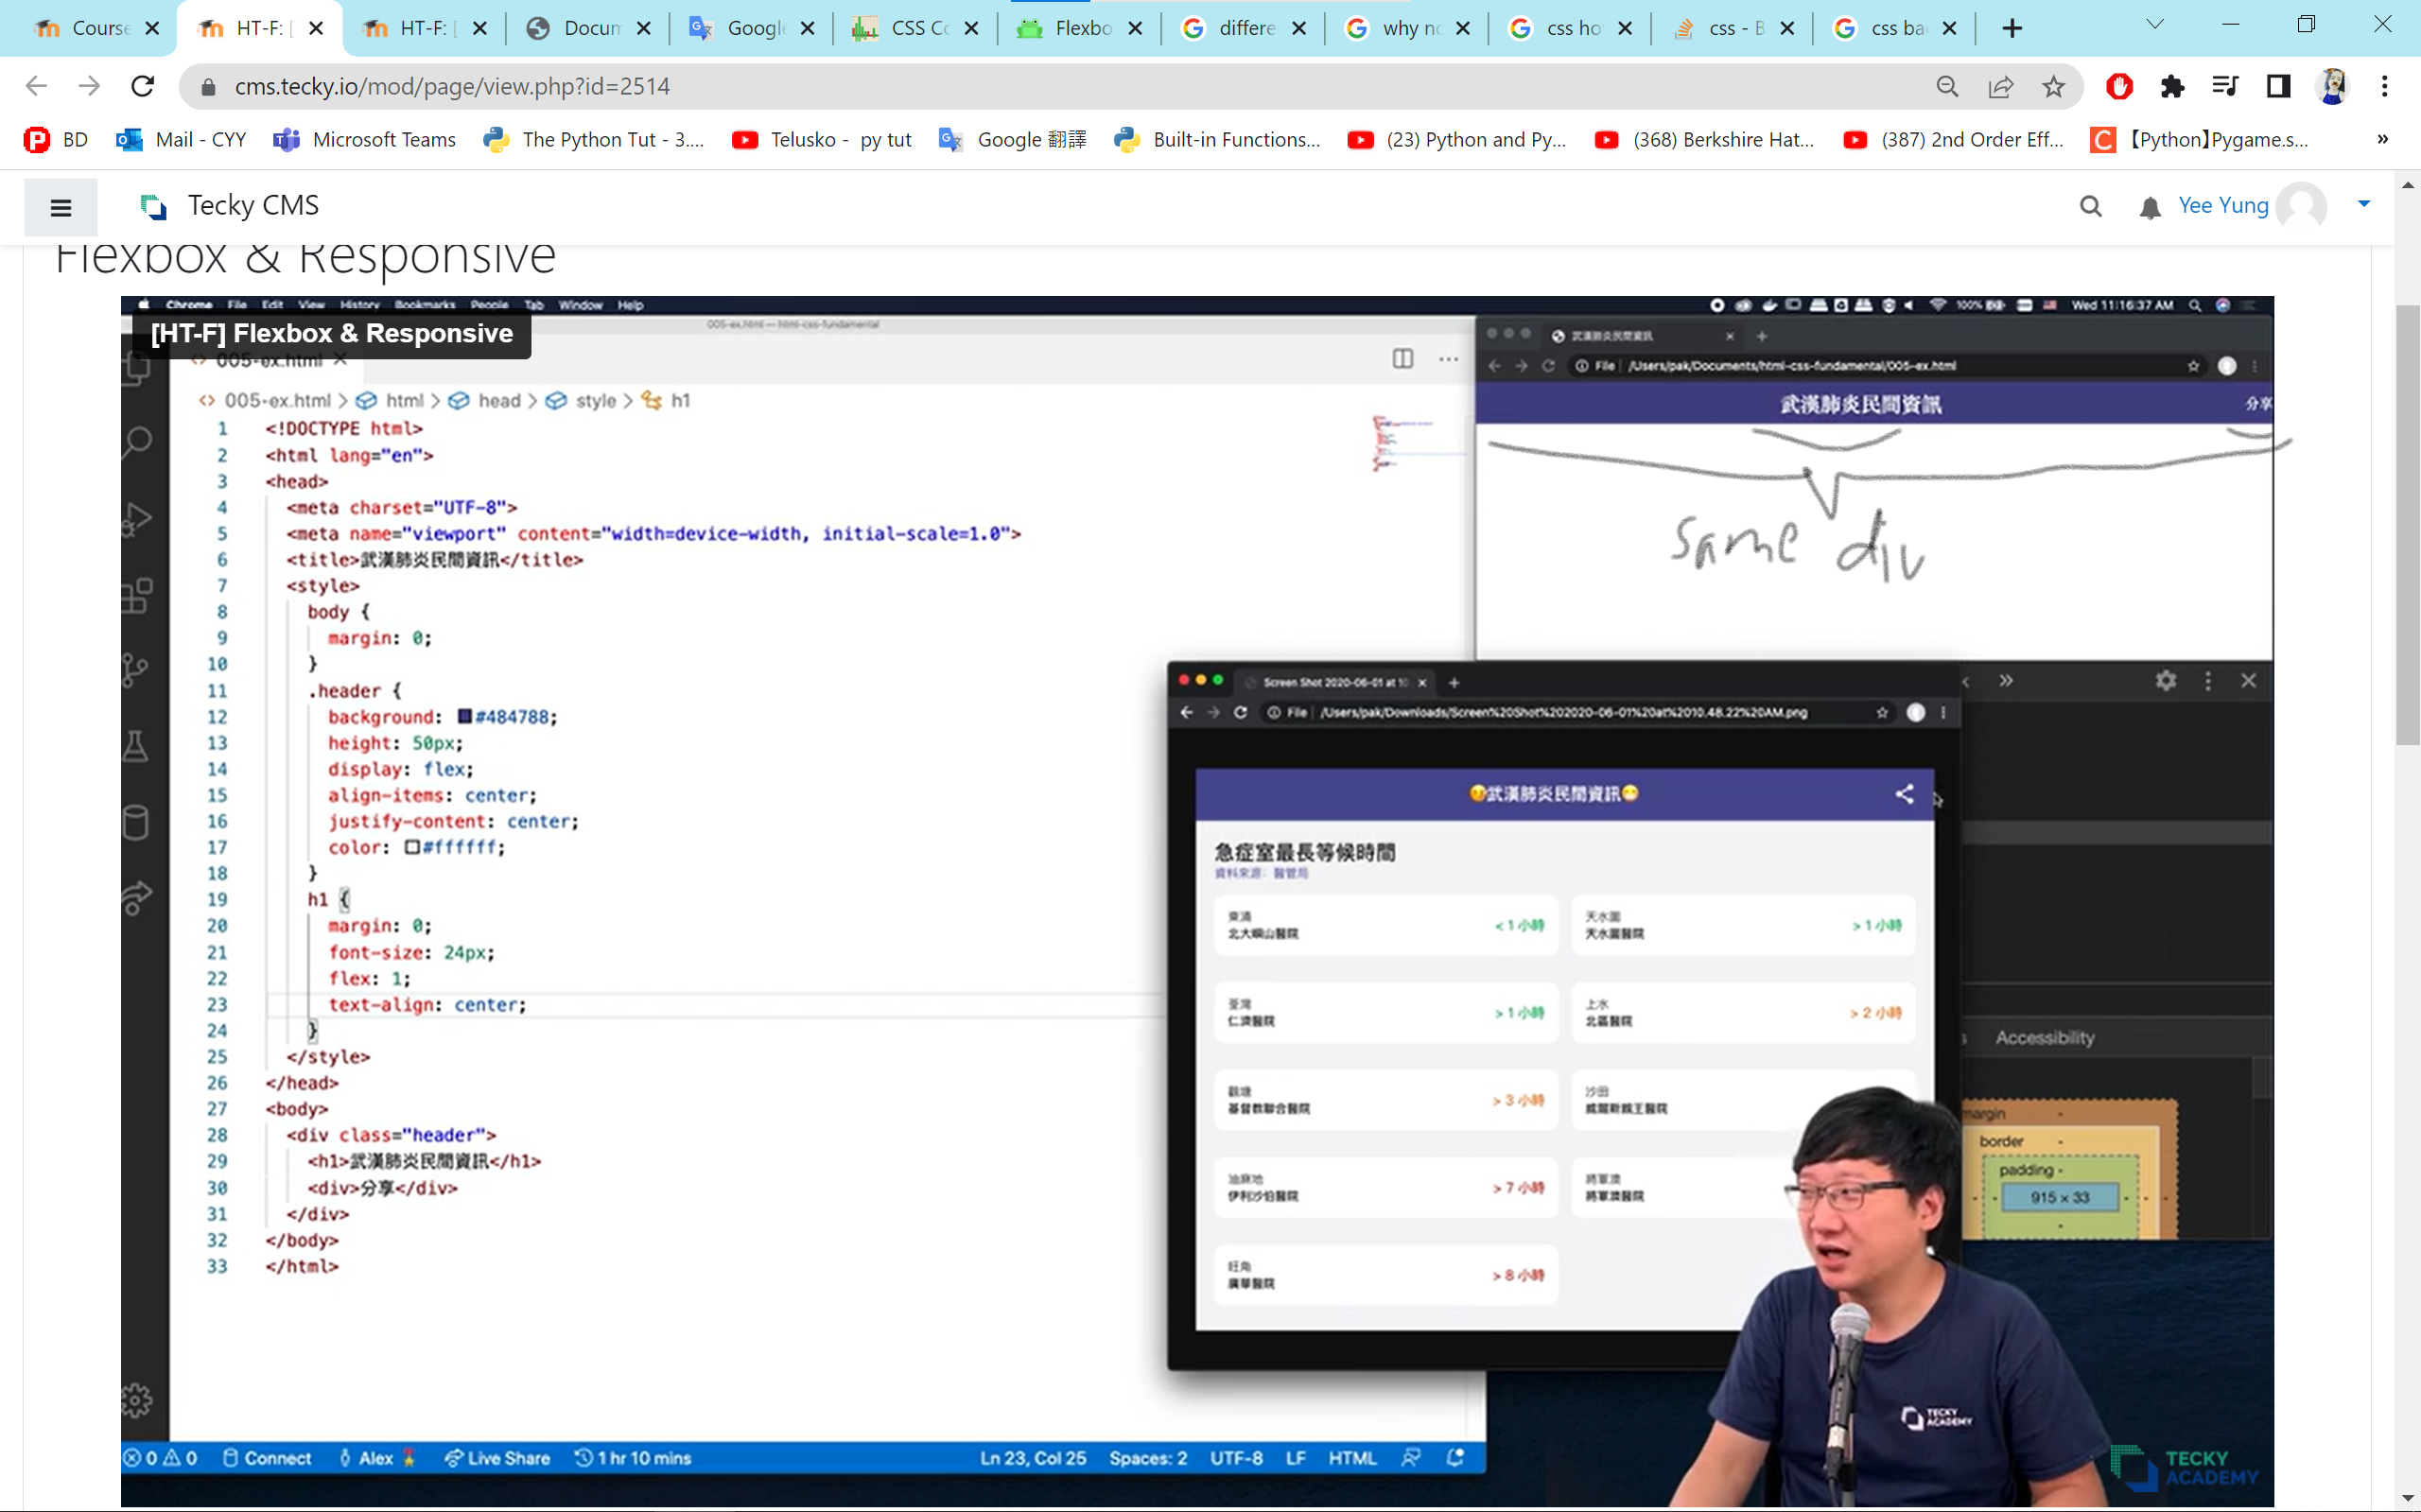 Course
HT-F: [
HT-F: [
Docum
Google
CSS Co
Flexbo
differe
why no
css ho
css - B
css ba
cms.tecky.io/mod/page/view.php?id=2514
BD
Mail - CYY
Microsoft Teams
The Python Tut - 3....
Telusko - py tut
Google 翻譯
Built-in Functions...
(23) Python and Py...
(368) Berkshire Hat...
(387) 2nd Order Eff...
【Python】Pygame.s...
»
Tecky CMS
Yee Yung
Flexbox & Responsive
Chrome File Edit View History Bookmarks People Tab Window Help
100%
Wed 11:16:37 AM
[HT-F] Flexbox & Responsive
005-ex.html — html-css-fundamental
005-ex.html
005-ex.html > html > head > style > h1
1 <!DOCTYPE html>
2 <html lang="en">
3 <head>
4 <meta charset="UTF-8">
5 <meta name="viewport" content="width=device-width, initial-scale=1.0">
6 <title>武漢肺炎民間資訊</title>
7 <style>
8 body {
9 margin: 0;
10 }
11 .header {
12 background: #484788;
13 height: 50px;
14 display: flex;
15 align-items: center;
16 justify-content: center;
17 color: #ffffff;
18 }
19 h1 {
20 margin: 0;
21 font-size: 24px;
22 flex: 1;
23 text-align: center;
24 }
25 </style>
26 </head>
27 <body>
28 <div class="header">
29 <h1>武漢肺炎民間資訊</h1>
30 <div>分享</div>
31 </div>
32 </body>
33 </html>
0 0 Connect Alex Live Share 1 hr 10 mins
Ln 23, Col 25 Spaces: 2 UTF-8 LF HTML
武漢肺炎民間資訊
File /Users/pak/Documents/html-css-fundamental/005-ex.html
武漢肺炎民間資訊
分享
same div
Screen Shot 2020-06-01 at 10
File /Users/pak/Downloads/Screen%20Shot%202020-06-01%20at%2010.48.22%20AM.png
武漢肺炎民間資訊
急症室最長等候時間
資料來源: 醫管局
東涌
北大嶼山醫院
< 1 小時
天水圍
天水圍醫院
> 1 小時
荃灣
仁濟醫院
> 1 小時
上水
北區醫院
> 2 小時
觀塘
基督教聯合醫院
> 3 小時
沙田
威爾斯親王醫院
油麻地
伊利沙伯醫院
> 7 小時
將軍澳
將軍澳醫院
旺角
廣華醫院
> 8 小時
Accessibility
margin
-
border
-
padding -
915 × 33
TECKY
ACADEMY
TECKY
ACADEMY